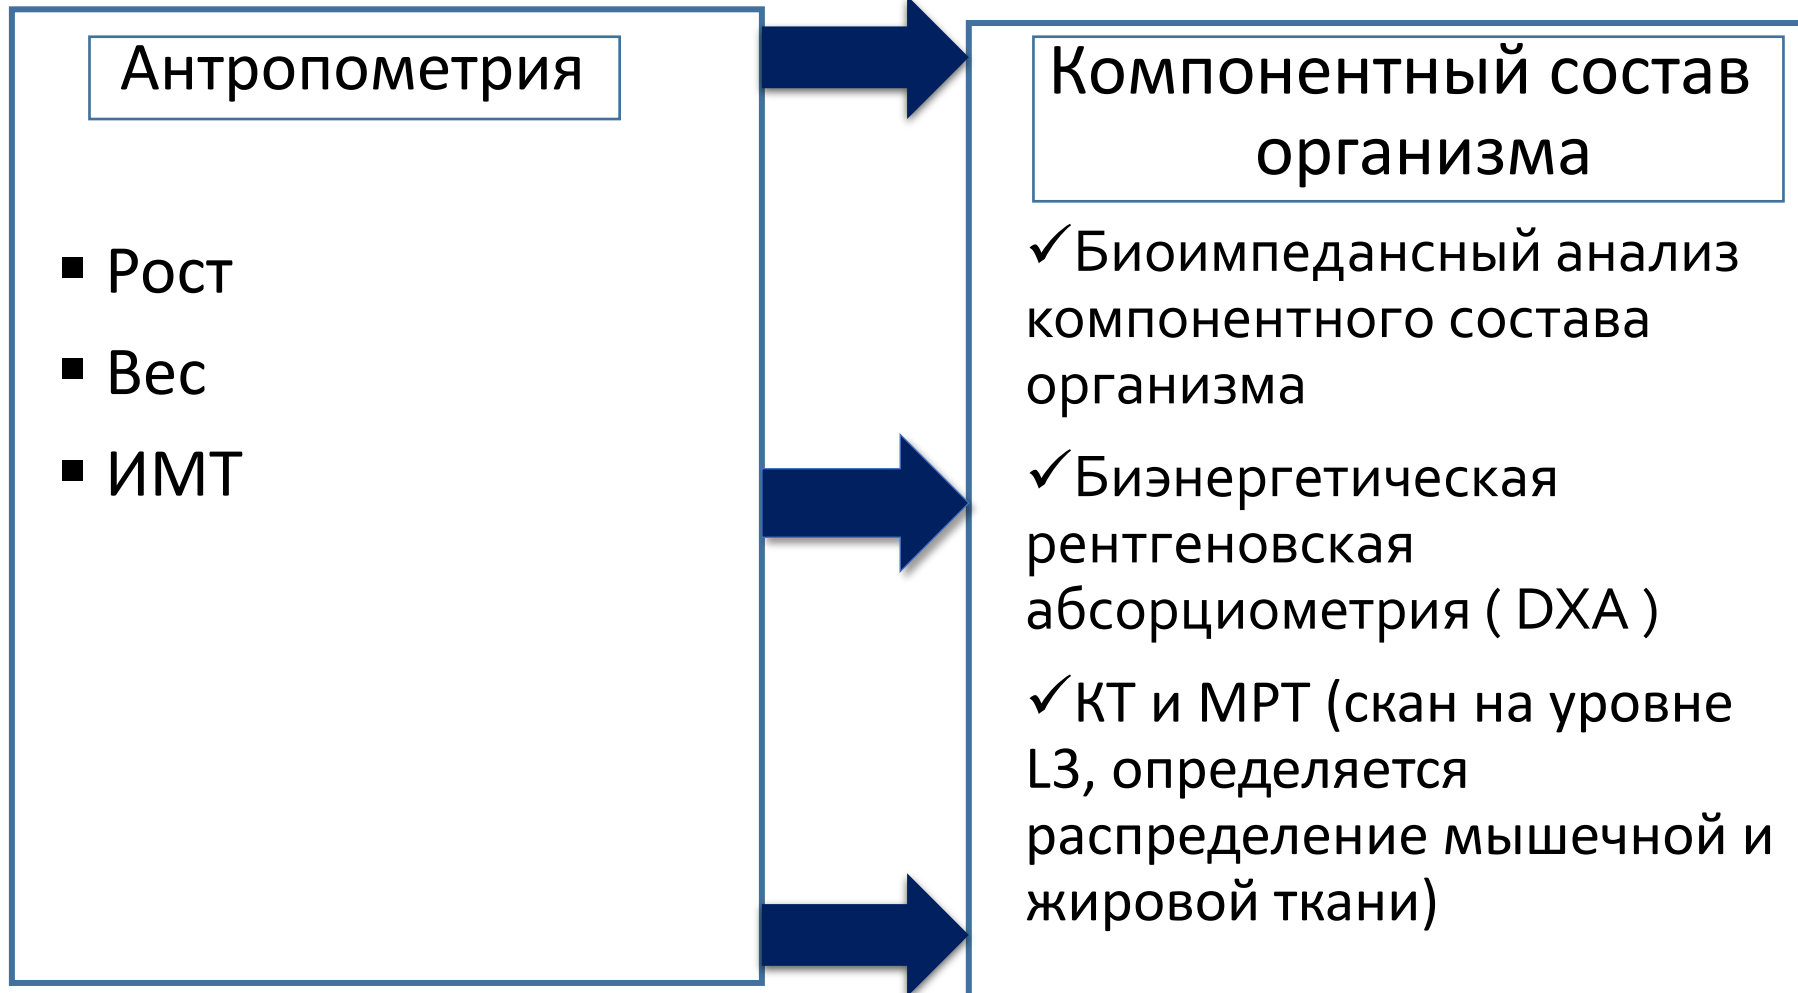 Антропометрия
▪ Рост
▪ Вес
▪ ИМТ
Компонентный состав
организма
✓Биоимпедансный анализ
компонентного состава
организма
✓Биэнергетическая
рентгеновская
абсорциометрия ( DXA )
✓КТ и МРТ (скан на уровне
L3, определяется
распределение мышечной и
жировой ткани)